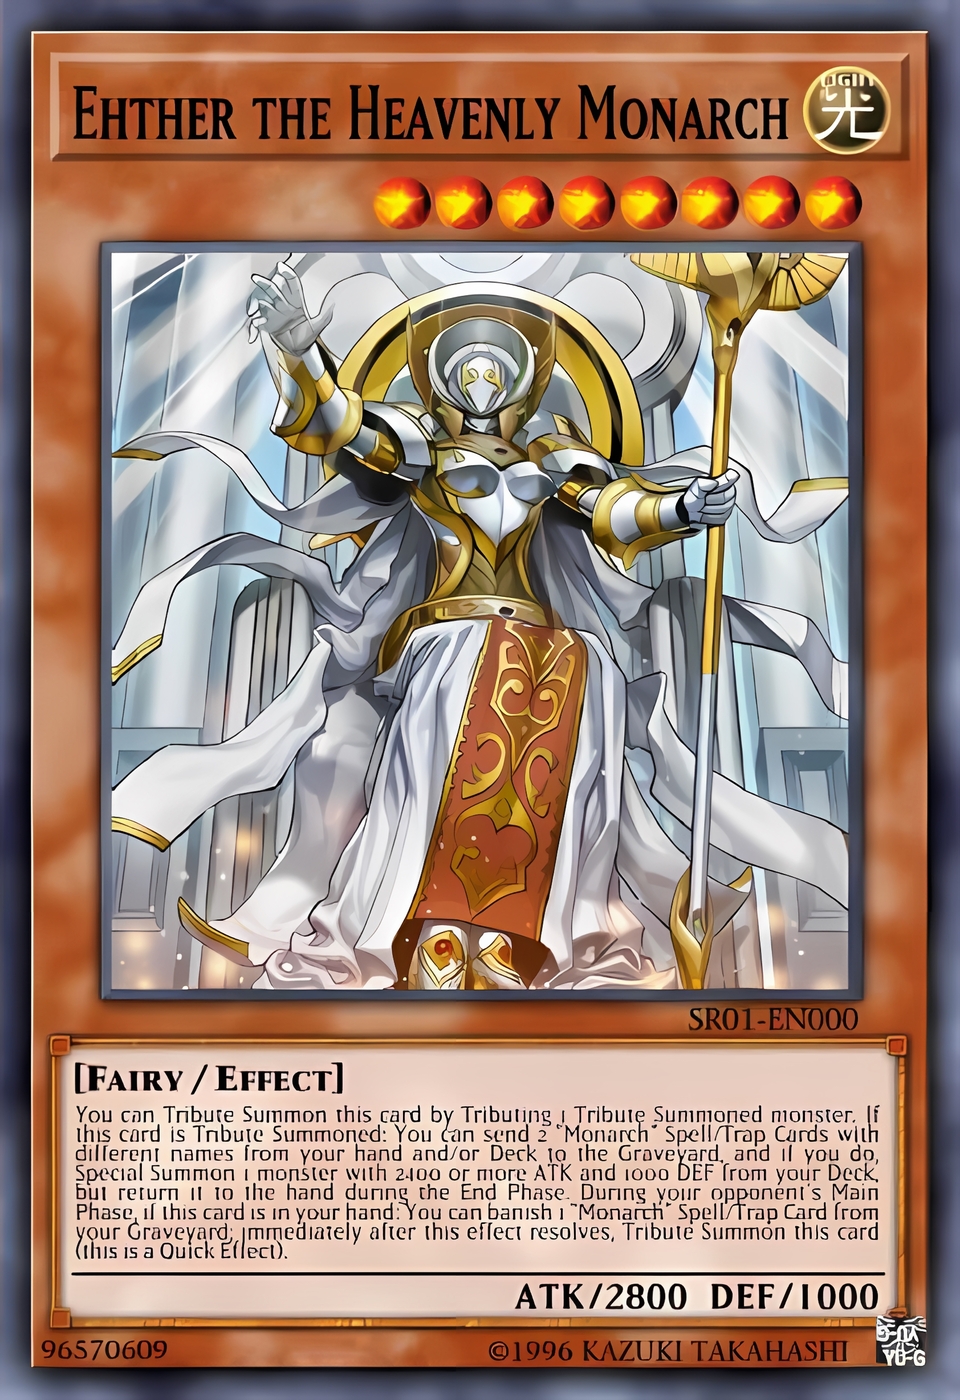 EHTHER THE HEAVENLY MONARCH
光
SR01-EN000
[FAIRY / EFFECT]
You can Tribute Summon this card by Tributing 1 Tribute Summoned monster. If
this card is Tribute Summoned: You can send 2 "Monarch" Spell/Trap Cards with
different names from your hand and/or Deck to the Graveyard, and if you do,
Special Summon 1 monster with 2400 or more ATK and 1000 DEF from your Deck,
but return it to the hand during the End Phase. During your opponent's Main
Phase, if this card is in your hand: You can banish 1 "Monarch" Spell/Trap Card from
your Graveyard; immediately after this effect resolves, Tribute Summon this card
(this is a Quick Effect).
ATK/2800 DEF/1000
96570609
©1996 KAZUKI TAKAHASHI